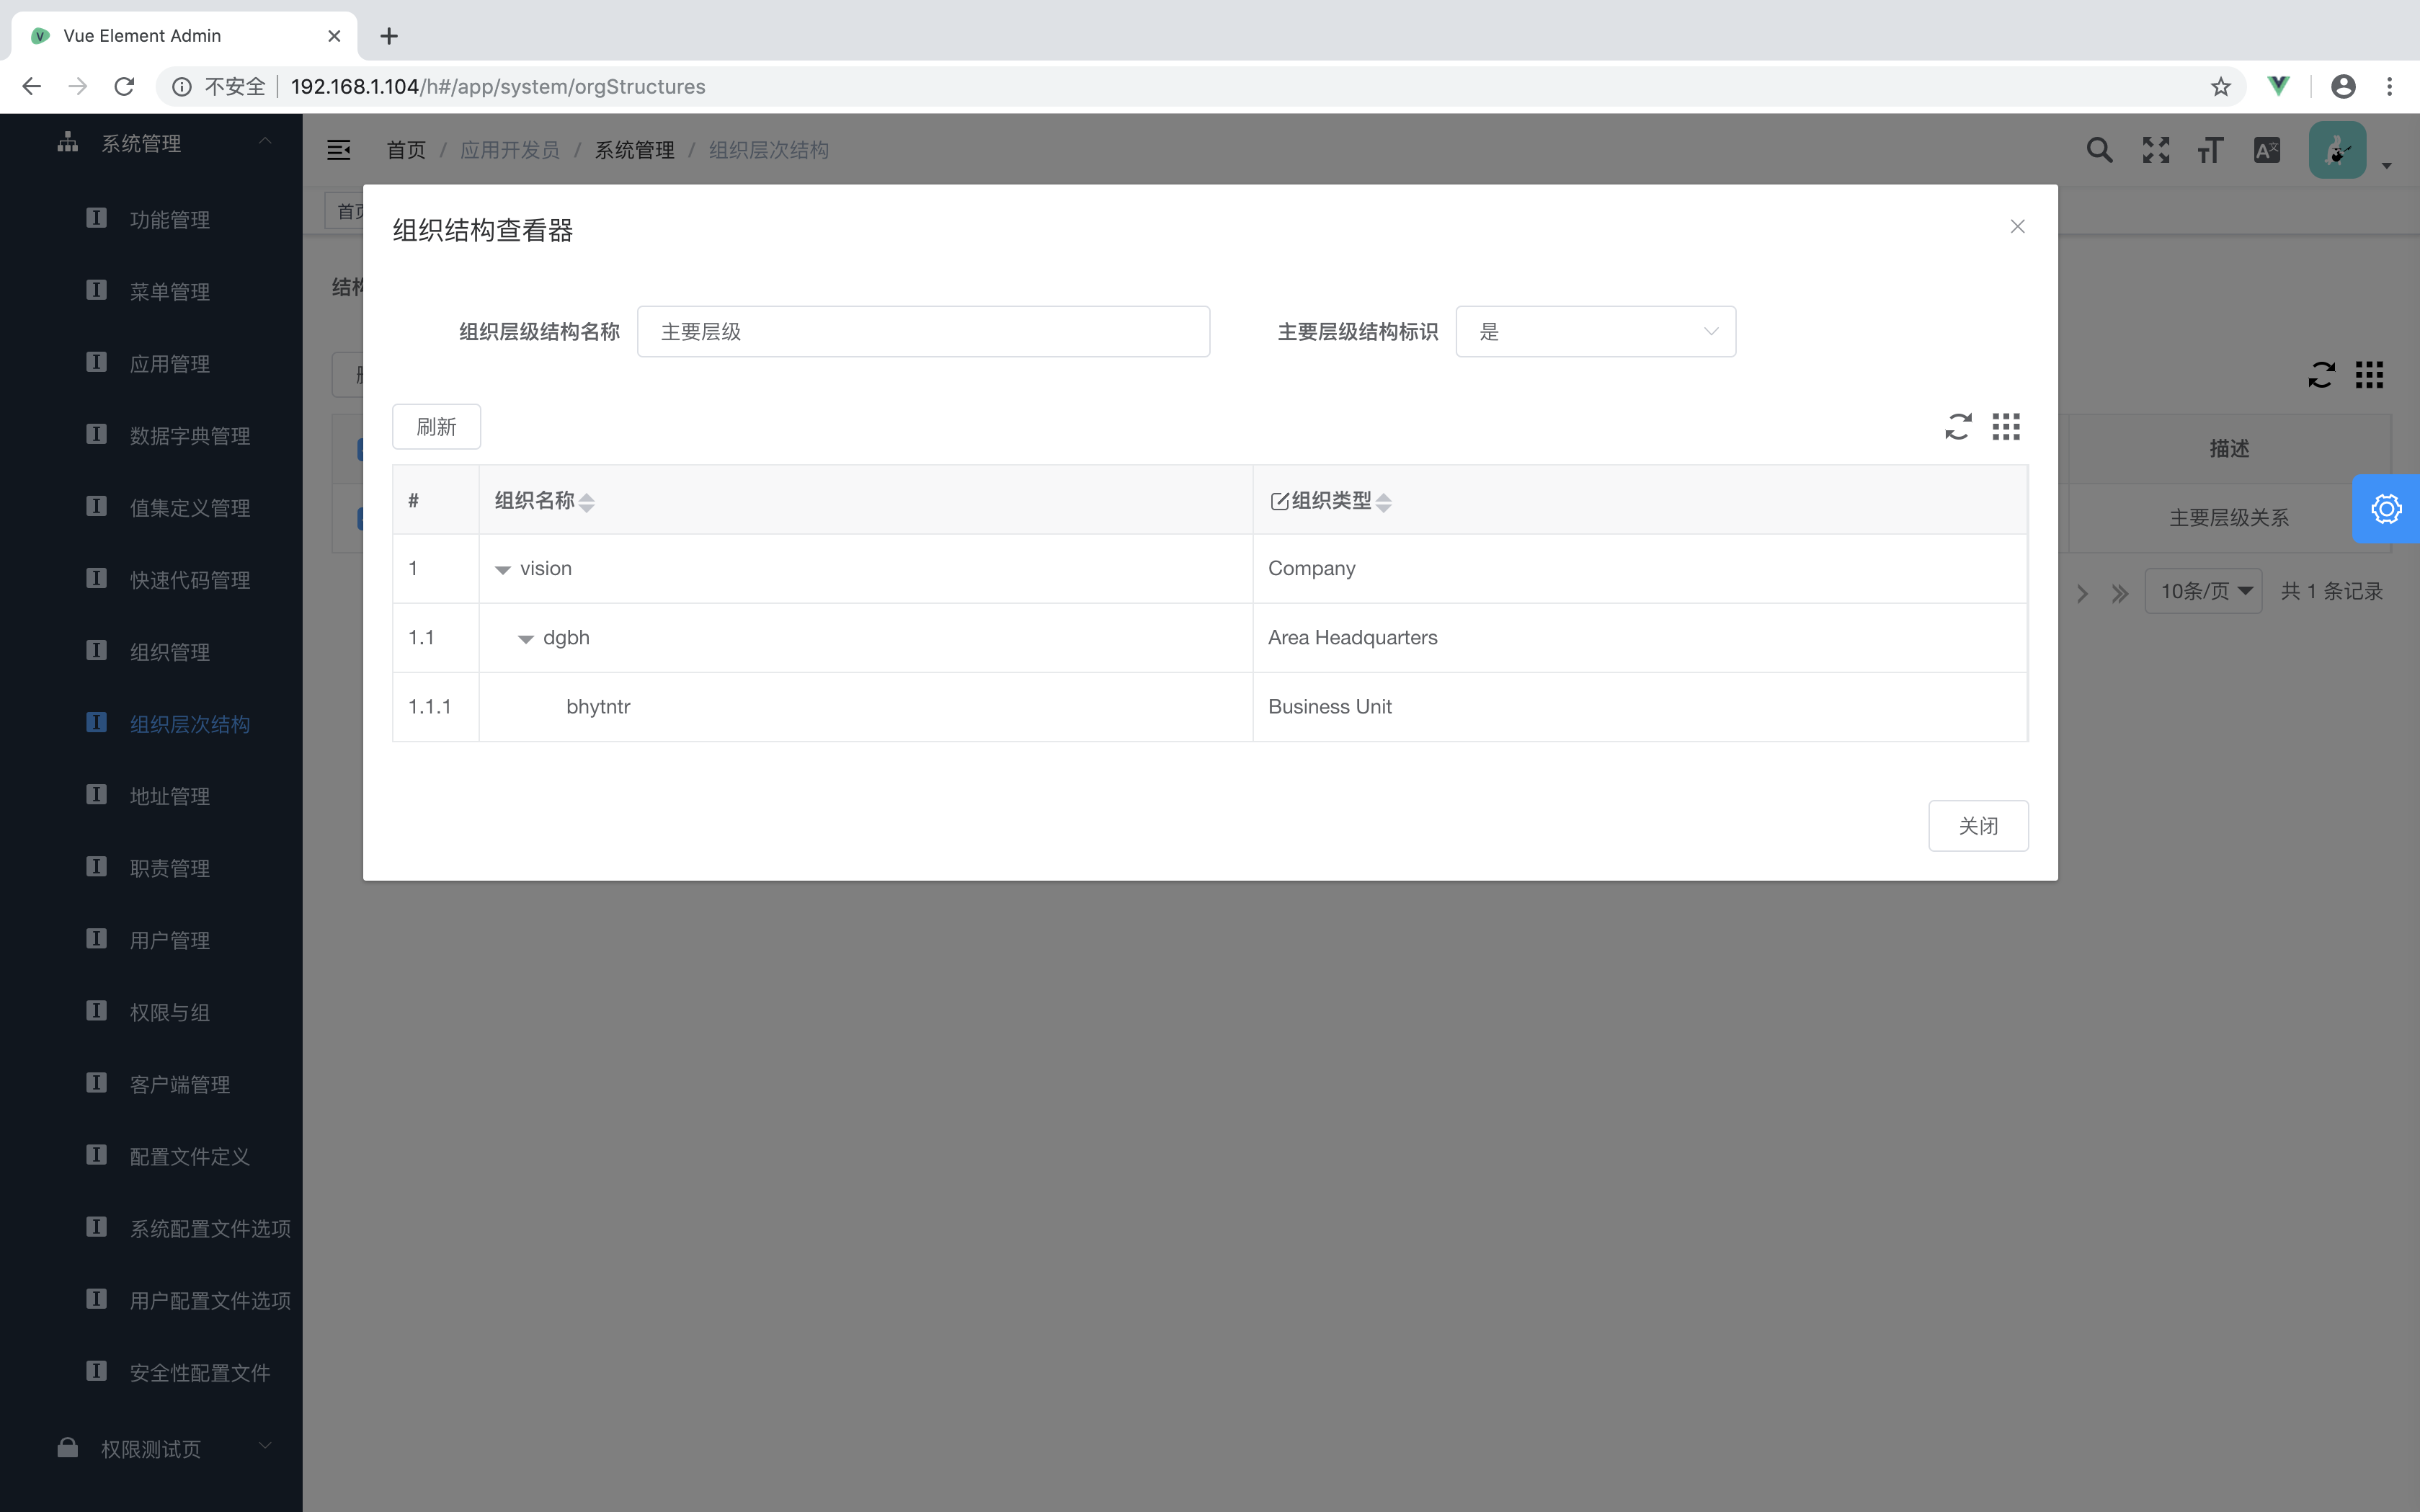 Vue Element Admin
不安全 192.168.1.104/h#/app/system/orgStructures
系统管理
功能管理
菜单管理
应用管理
数据字典管理
值集定义管理
快速代码管理
组织管理
组织层次结构
地址管理
职责管理
用户管理
权限与组
客户端管理
配置文件定义
系统配置文件选项
用户配置文件选项
安全性配置文件
权限测试页
首页 / 应用开发员 / 系统管理 / 组织层次结构
首页
结构
组织结构查看器
组织层级结构名称 主要层级 主要层级结构标识 是
刷新
# 组织名称 组织类型
1 vision Company
1.1 dgbh Area Headquarters
1.1.1 bhytntr Business Unit
关闭
描述
主要层级关系
10条/页 共 1 条记录